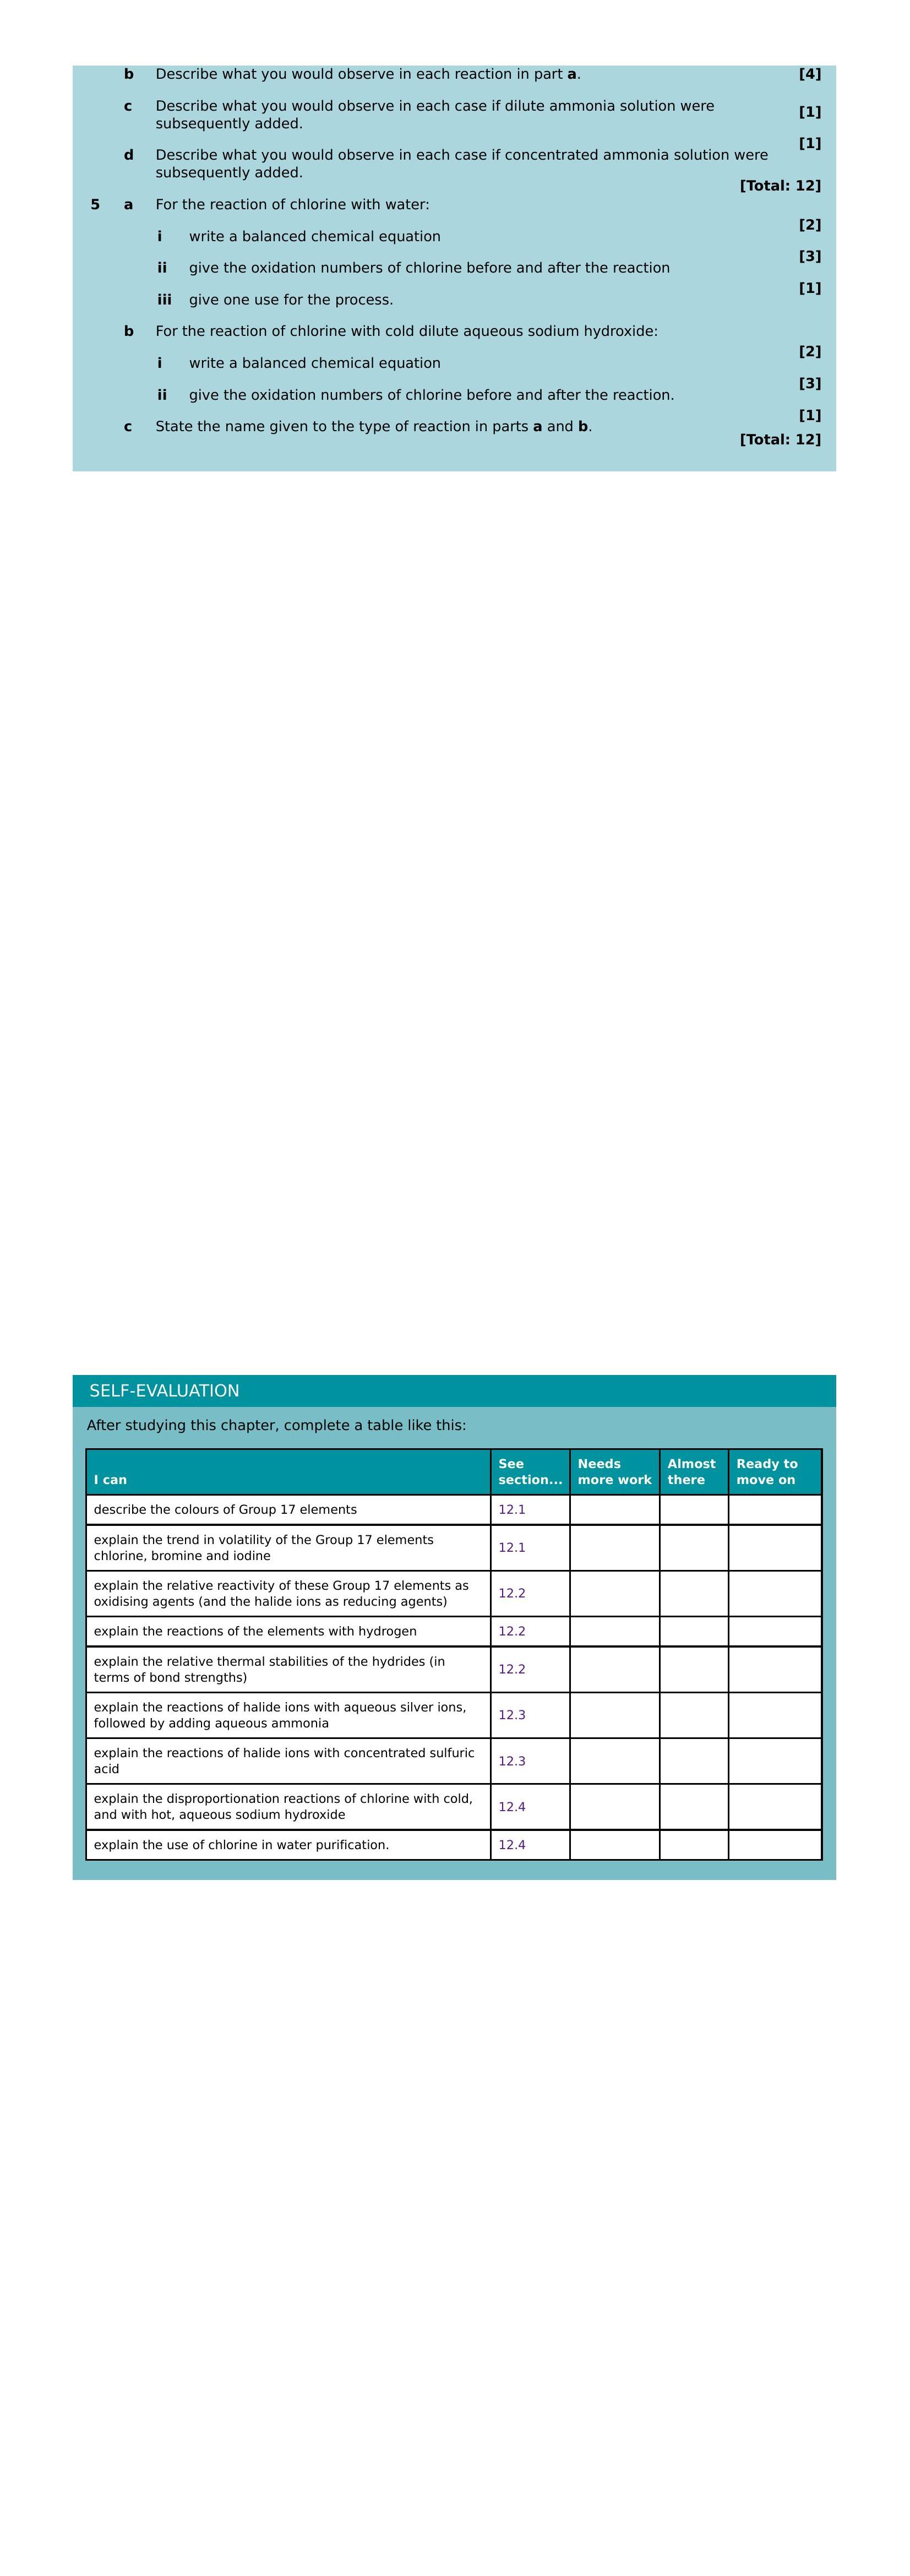 b Describe what you would observe in each reaction in part a. [4]
c Describe what you would observe in each case if dilute ammonia solution were
subsequently added. [1]
d Describe what you would observe in each case if concentrated ammonia solution were
subsequently added. [1]
[Total: 12]
5 a For the reaction of chlorine with water:
i write a balanced chemical equation [2]
ii give the oxidation numbers of chlorine before and after the reaction [3]
iii give one use for the process. [1]
b For the reaction of chlorine with cold dilute aqueous sodium hydroxide:
i write a balanced chemical equation [2]
ii give the oxidation numbers of chlorine before and after the reaction. [3]
c State the name given to the type of reaction in parts a and b. [1]
[Total: 12]
SELF-EVALUATION
After studying this chapter, complete a table like this:
I can See section... Needs more work Almost there Ready to move on
describe the colours of Group 17 elements 12.1
explain the trend in volatility of the Group 17 elements
chlorine, bromine and iodine 12.1
explain the relative reactivity of these Group 17 elements as
oxidising agents (and the halide ions as reducing agents) 12.2
explain the reactions of the elements with hydrogen 12.2
explain the relative thermal stabilities of the hydrides (in
terms of bond strengths) 12.2
explain the reactions of halide ions with aqueous silver ions,
followed by adding aqueous ammonia 12.3
explain the reactions of halide ions with concentrated sulfuric
acid 12.3
explain the disproportionation reactions of chlorine with cold,
and with hot, aqueous sodium hydroxide 12.4
explain the use of chlorine in water purification. 12.4